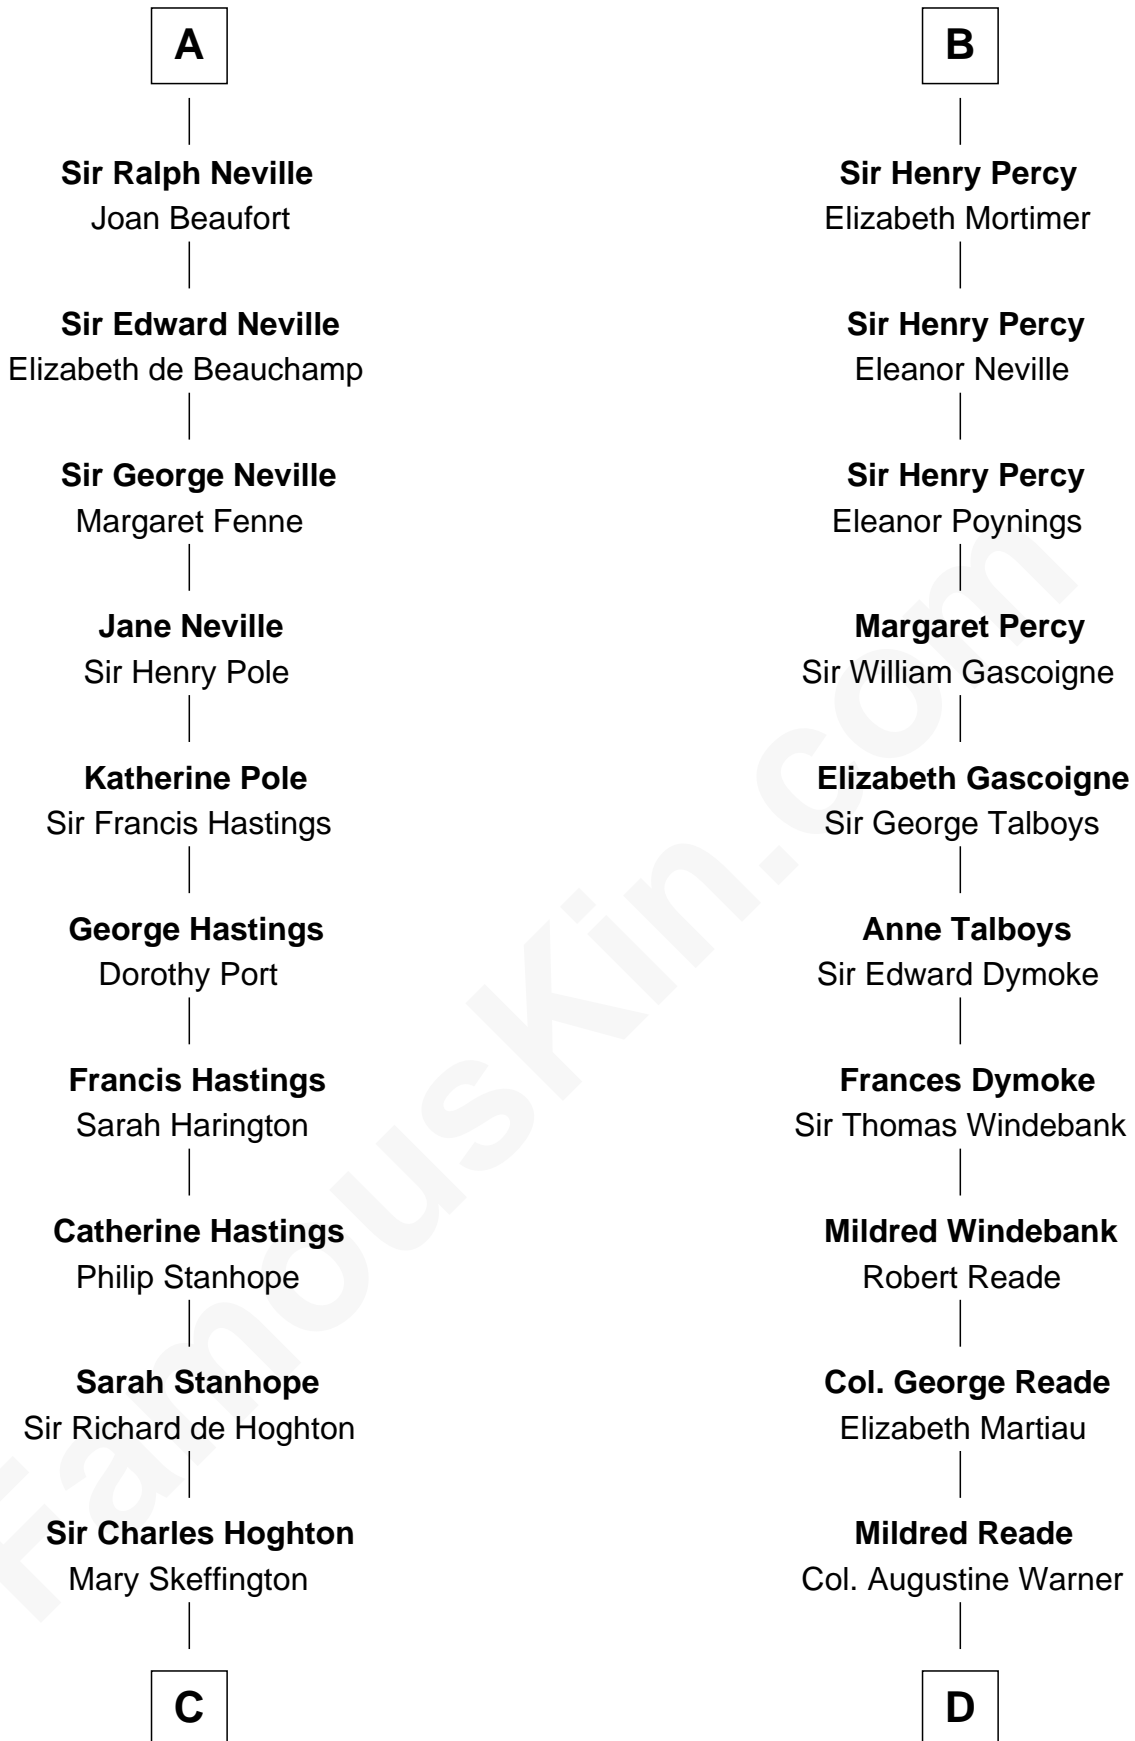 A
Sir Ralph Neville
Joan Beaufort
Sir Edward Neville
Elizabeth de Beauchamp
Sir George Neville
Margaret Fenne
Jane Neville
Sir Henry Pole
Katherine Pole
Sir Francis Hastings
George Hastings
Dorothy Port
Francis Hastings
Sarah Harington
Catherine Hastings
Philip Stanhope
Sarah Stanhope
Sir Richard de Hoghton
Sir Charles Hoghton
Mary Skeffington
C
B
Sir Henry Percy
Elizabeth Mortimer
Sir Henry Percy
Eleanor Neville
Sir Henry Percy
Eleanor Poynings
Margaret Percy
Sir William Gascoigne
Elizabeth Gascoigne
Sir George Talboys
Anne Talboys
Sir Edward Dymoke
Frances Dymoke
Sir Thomas Windebank
Mildred Windebank
Robert Reade
Col. George Reade
Elizabeth Martiau
Mildred Reade
Col. Augustine Warner
D
FamousKin.com